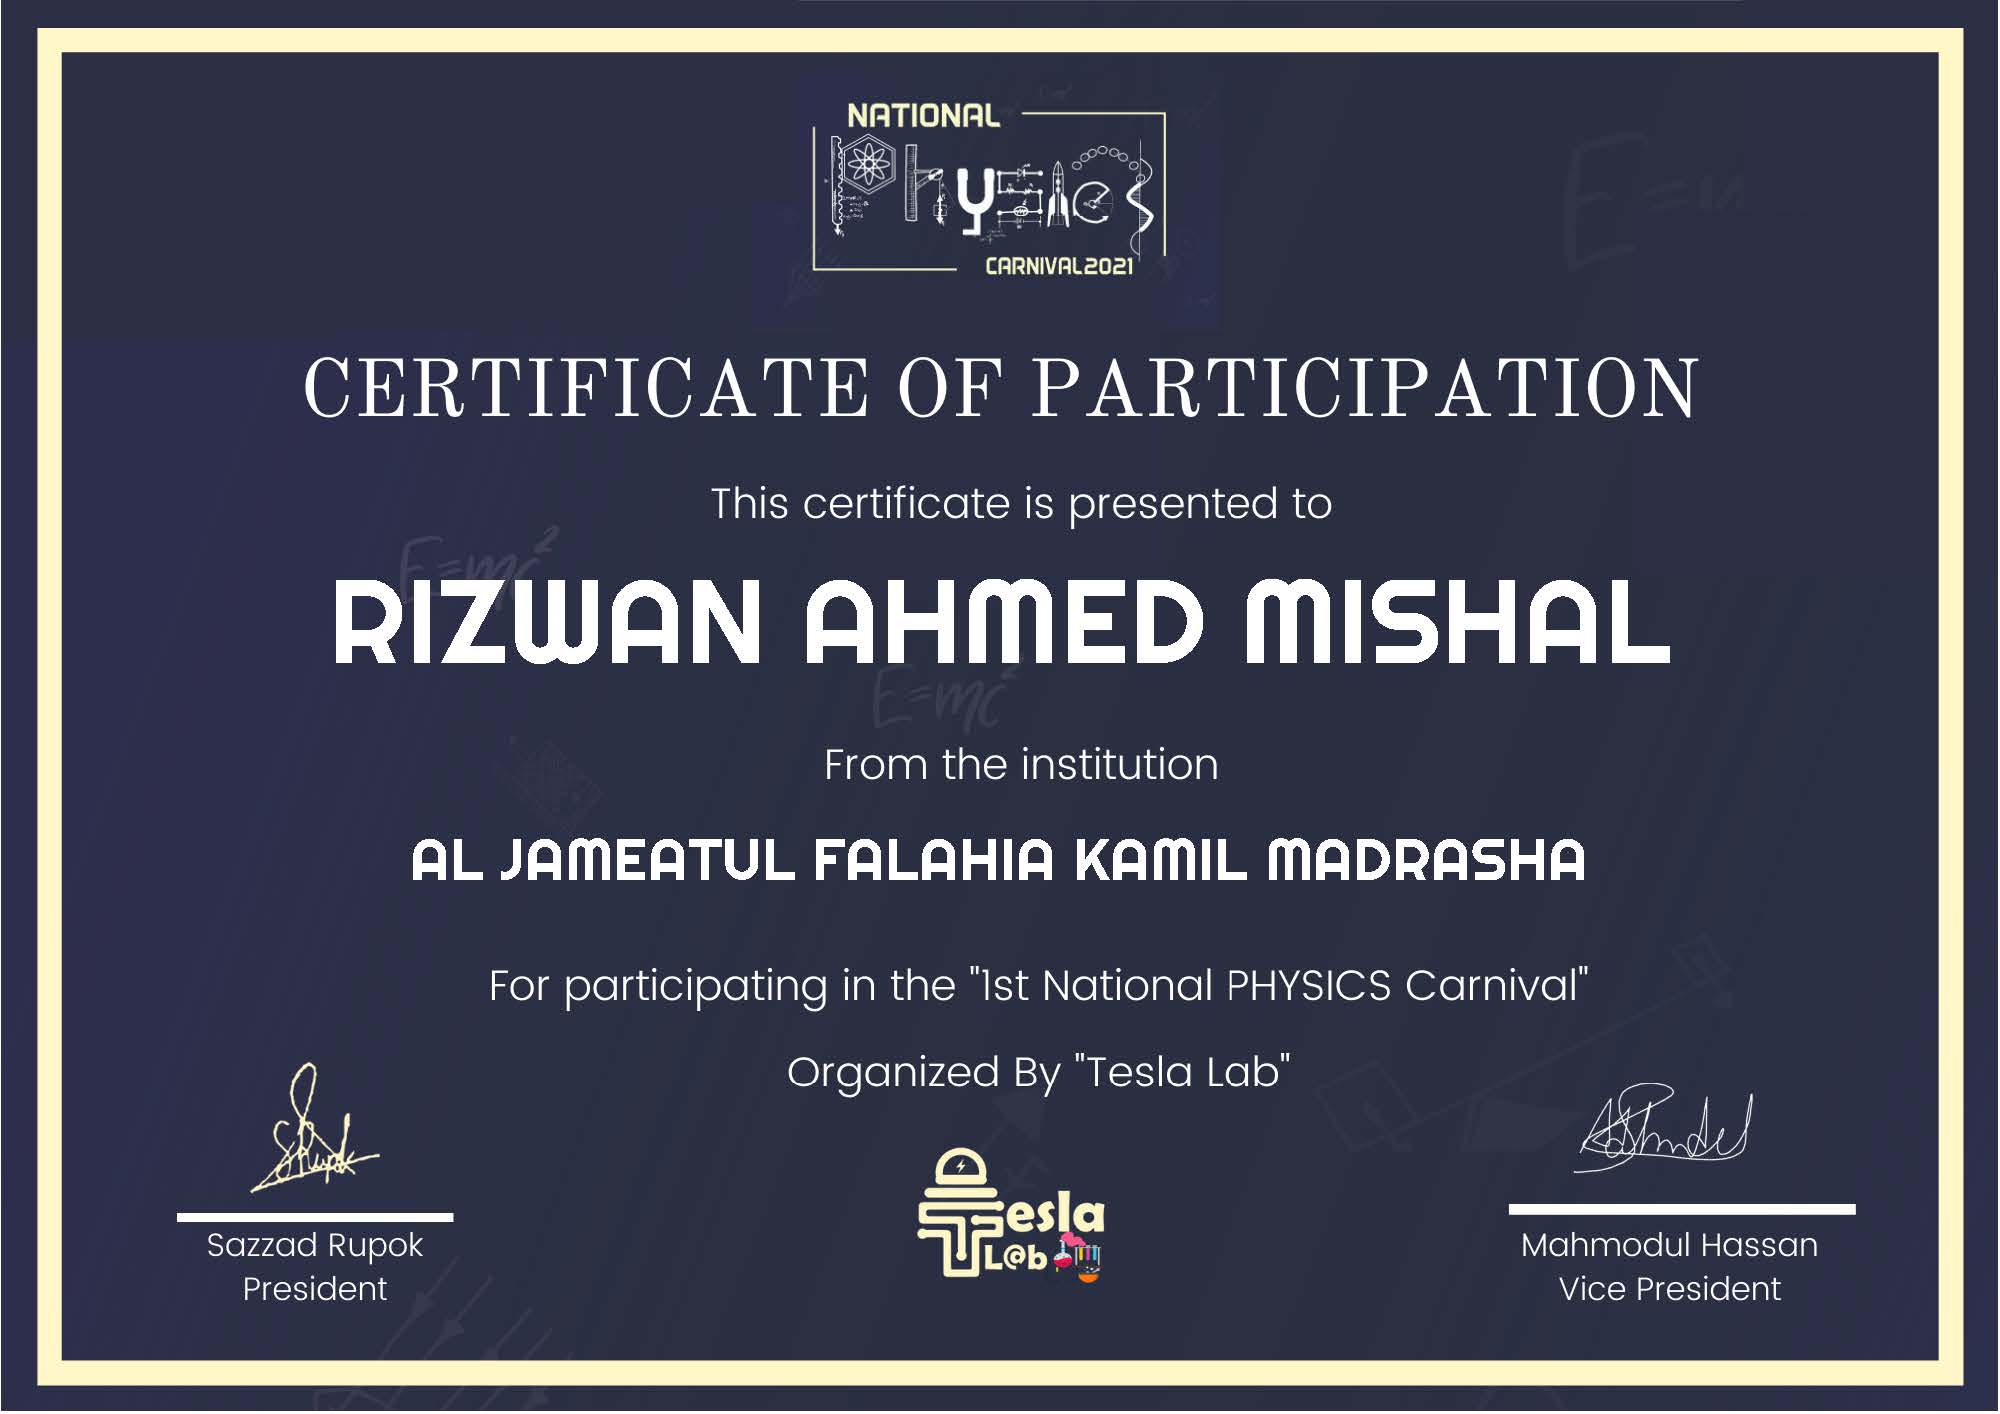 NATIONAL
Physics
CARNIVAL2021
CERTIFICATE OF PARTICIPATION
This certificate is presented to
E=mc²
RIZWAN AHMED MISHAL
E=mc²
From the institution
AL JAMEATUL FALAHIA KAMIL MADRASHA
For participating in the "1st National PHYSICS Carnival"
Organized By "Tesla Lab"
Tesla
L@b
Sazzad Rupok
President
Mahmodul Hassan
Vice President